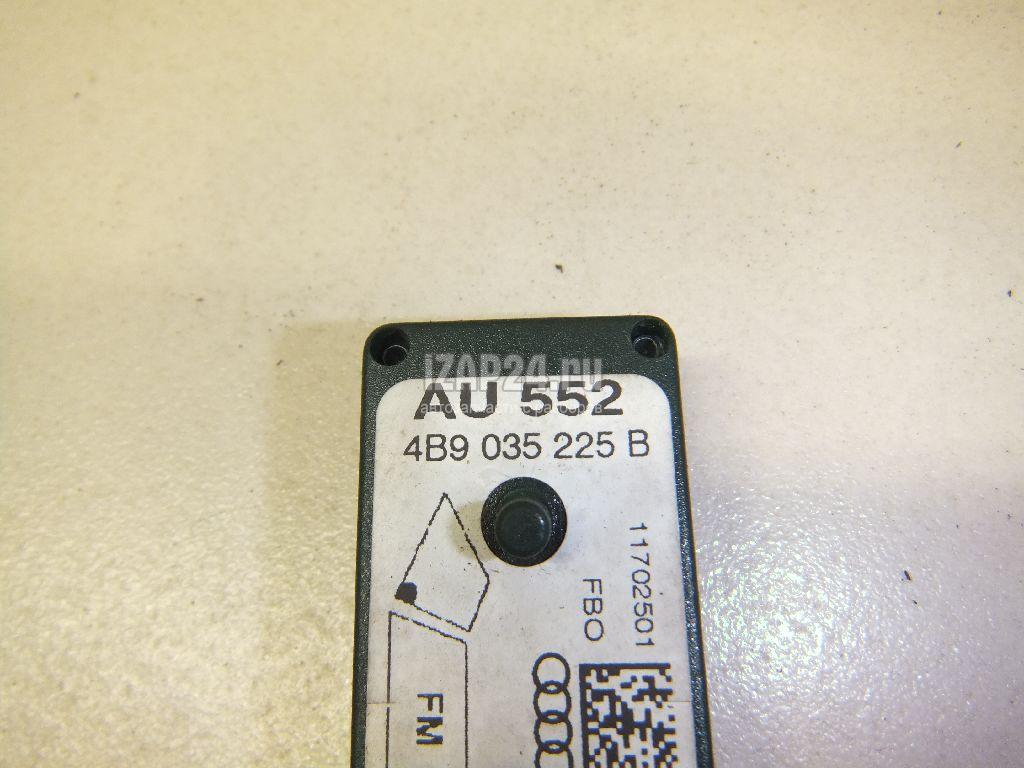 iZAP24.ru
AU 552
4B9 035 225 B
11702501
FBO
FM